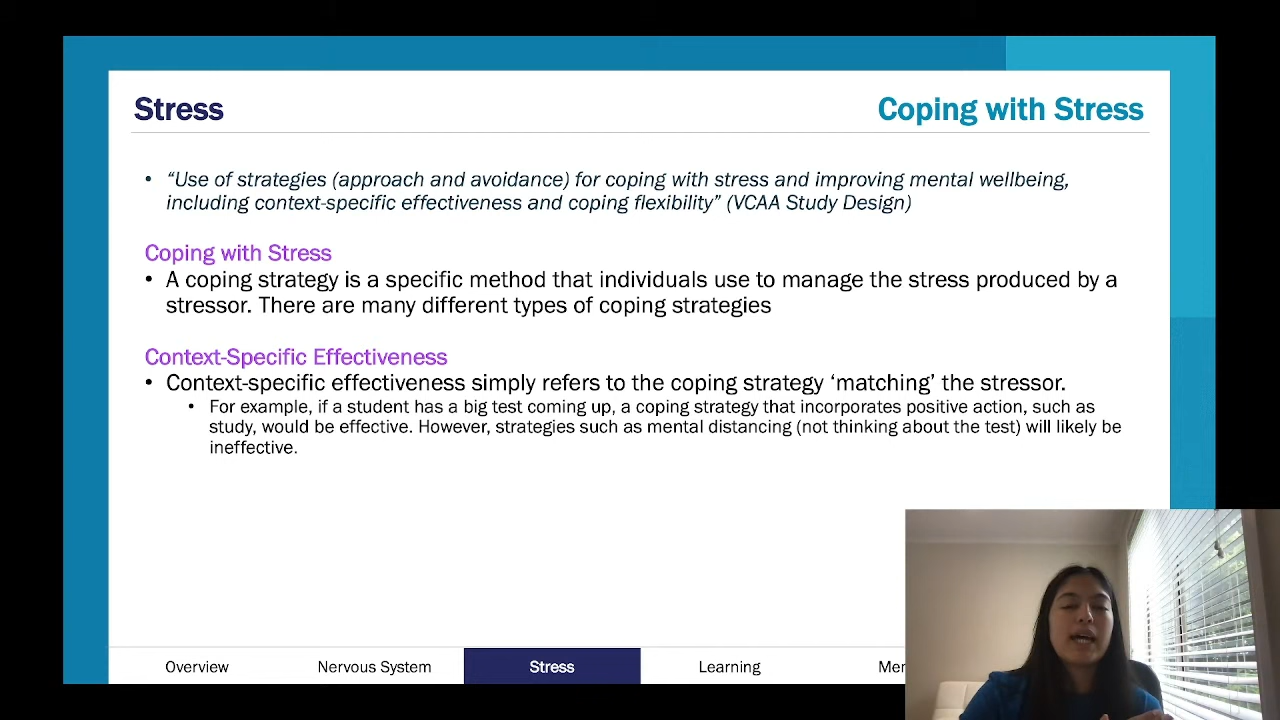 Stress
Coping with Stress
• “Use of strategies (approach and avoidance) for coping with stress and improving mental wellbeing,
including context-specific effectiveness and coping flexibility” (VCAA Study Design)
Coping with Stress
• A coping strategy is a specific method that individuals use to manage the stress produced by a
stressor. There are many different types of coping strategies
Context-Specific Effectiveness
• Context-specific effectiveness simply refers to the coping strategy ‘matching’ the stressor.
• For example, if a student has a big test coming up, a coping strategy that incorporates positive action, such as
study, would be effective. However, strategies such as mental distancing (not thinking about the test) will likely be
ineffective.
Overview
Nervous System
Stress
Learning